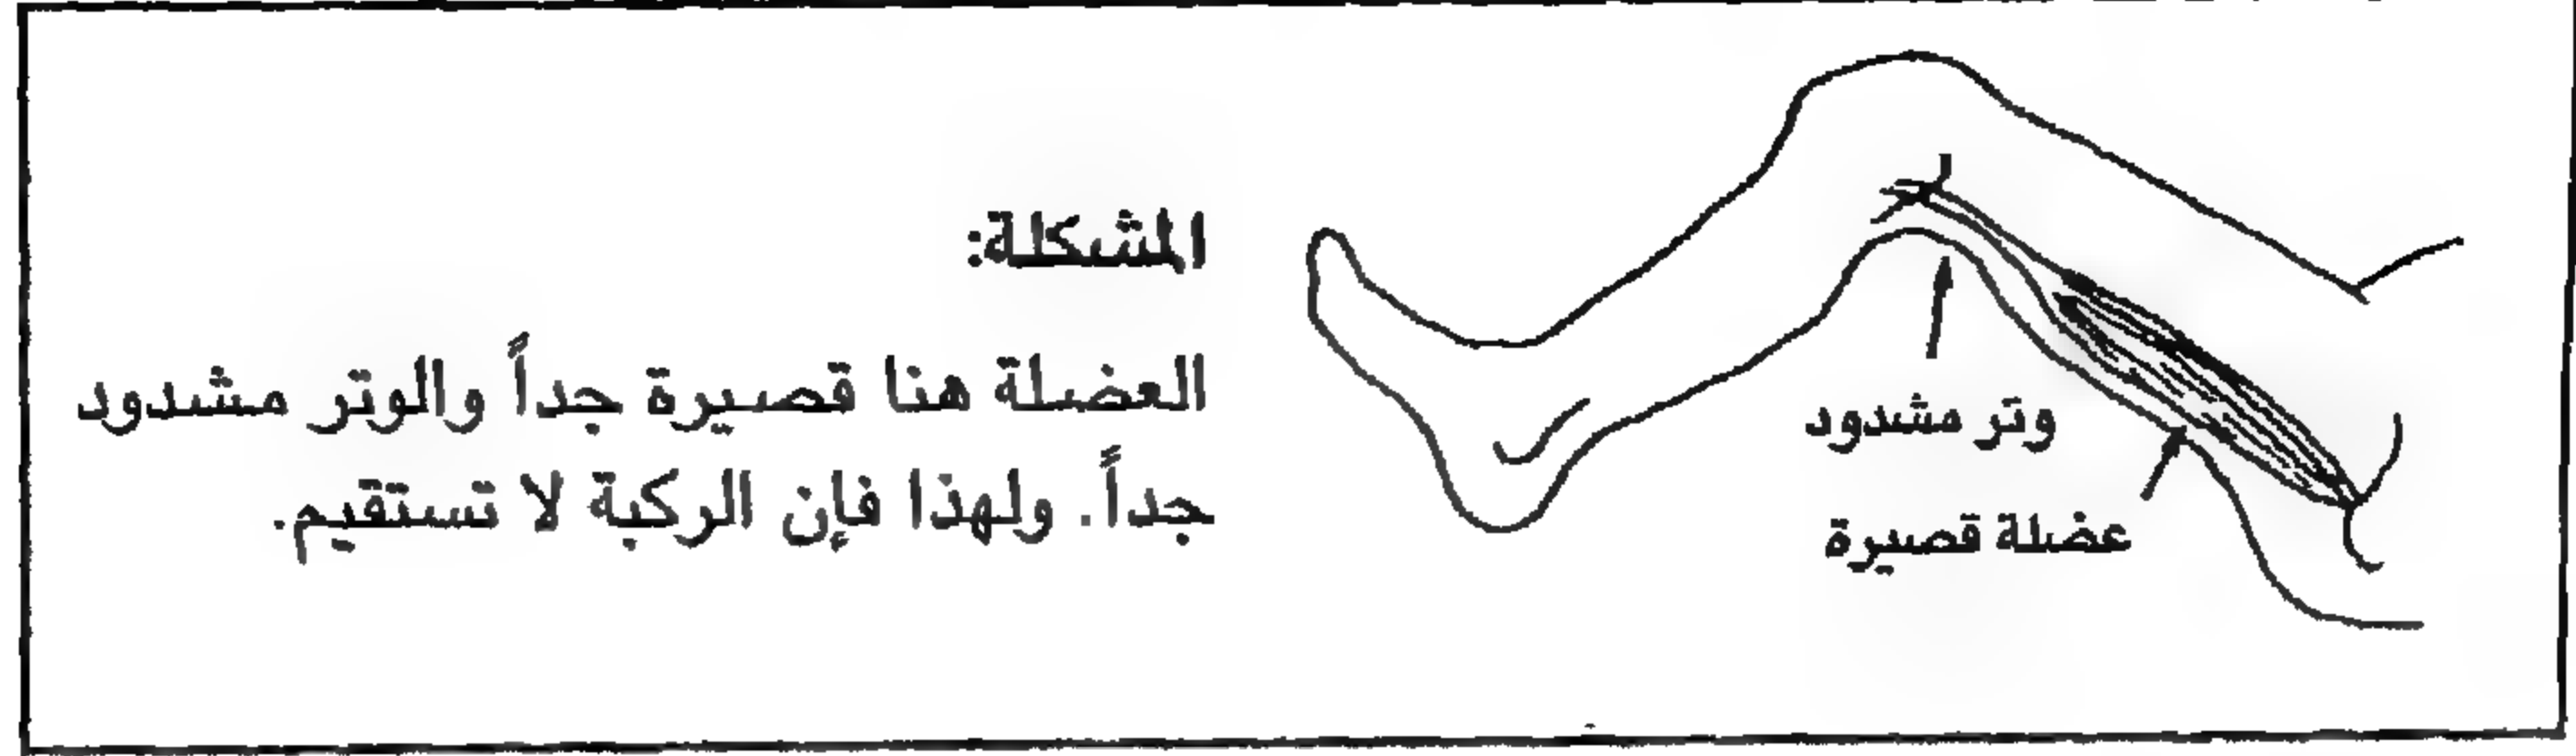 المشكلة:
العضلة هنا قصيرة جداً والوتر مشدود
جداً. ولهذا فإن الركبة لا تستقيم.
وتر مشدود
عضلة قصيرة